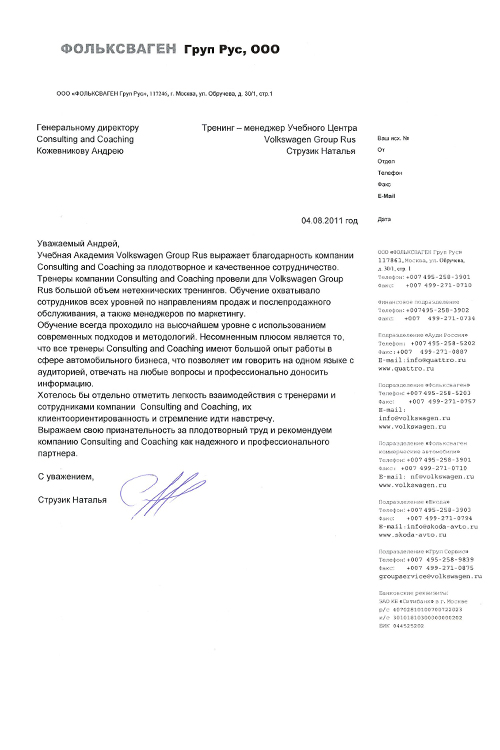 ФОЛЬКСВАГЕН Груп Рус, ООО
ООО «ФОЛЬКСВАГЕН Груп Рус», 117246, г. Москва, ул. Обручева, д. 30/1, стр.1
Генеральному директору
Consulting and Coaching
Кожевникову Андрею
Тренинг – менеджер Учебного Центра
Volkswagen Group Rus
Струзик Наталья
Ваш исх. №
От
Отдел
Телефон
Факс
E-Mail
04.08.2011 год
Дата
Уважаемый Андрей,
Учебная Академия Volkswagen Group Rus выражает благодарность компании
Consulting and Coaching за плодотворное и качественное сотрудничество.
Тренеры компании Consulting and Coaching провели для Volkswagen Group
Rus большой объем нетехнических тренингов. Обучение охватывало
сотрудников всех уровней по направлениям продаж и послепродажного
обслуживания, а также менеджеров по маркетингу.
Обучение всегда проходило на высочайшем уровне с использованием
современных подходов и методологий. Несомненным плюсом является то,
что все тренеры Consulting and Coaching имеют большой опыт работы в
сфере автомобильного бизнеса, что позволяет им говорить на одном языке с
аудиторией, отвечать на любые вопросы и профессионально доносить
информацию.
Хотелось бы отдельно отметить легкость взаимодействия с тренерами и
сотрудниками компании Consulting and Coaching, их
клиентоориентированность и стремление идти навстречу.
Выражаем свою признательность за плодотворный труд и рекомендуем
компанию Consulting and Coaching как надежного и профессионального
партнера.
С уважением,
Струзик Наталья
ООО «ФОЛЬКСВАГЕН Груп Рус»
117861, Москва, ул. Обручева,
д. 30/1, стр. 1
Телефон: +007 495-258-3901
Факс: +007 499-271-0710
Финансовое подразделение
Телефон: +007 495-258-3902
Факс: +007 499-271-0736
Подразделение «Ауди Россия»
Телефон: +007 495-258-5202
Факс: +007 499-271-0887
E-mail: info@quattro.ru
www.quattro.ru
Подразделение «Фольксваген»
Телефон: +007 495-258-5203
Факс: +007 499-271-0757
E-mail:
info@volkswagen.ru
www.volkswagen.ru
Подразделение «Фольксваген
коммерческие автомобили»
Телефон: +007 495-258-3901
Факс: +007 499-271-0710
E-mail: nf@volkswagen.ru
www.volkswagen.ru
Подразделение «Шкода»
Телефон: +007 495-258-3903
Факс: +007 499-271-0794
E-mail: info@skoda-avto.ru
www.skoda-avto.ru
Подразделение «Груп Сервис»
Телефон: +007 495-258-9839
Факс: +007 499-271-0875
groupservice@volkswagen.ru
Банковские реквизиты:
ЗАО КБ «Ситибанк» в г. Москве
р/с 40702810500700722023
к/с 30101810300000000202
БИК 044525202